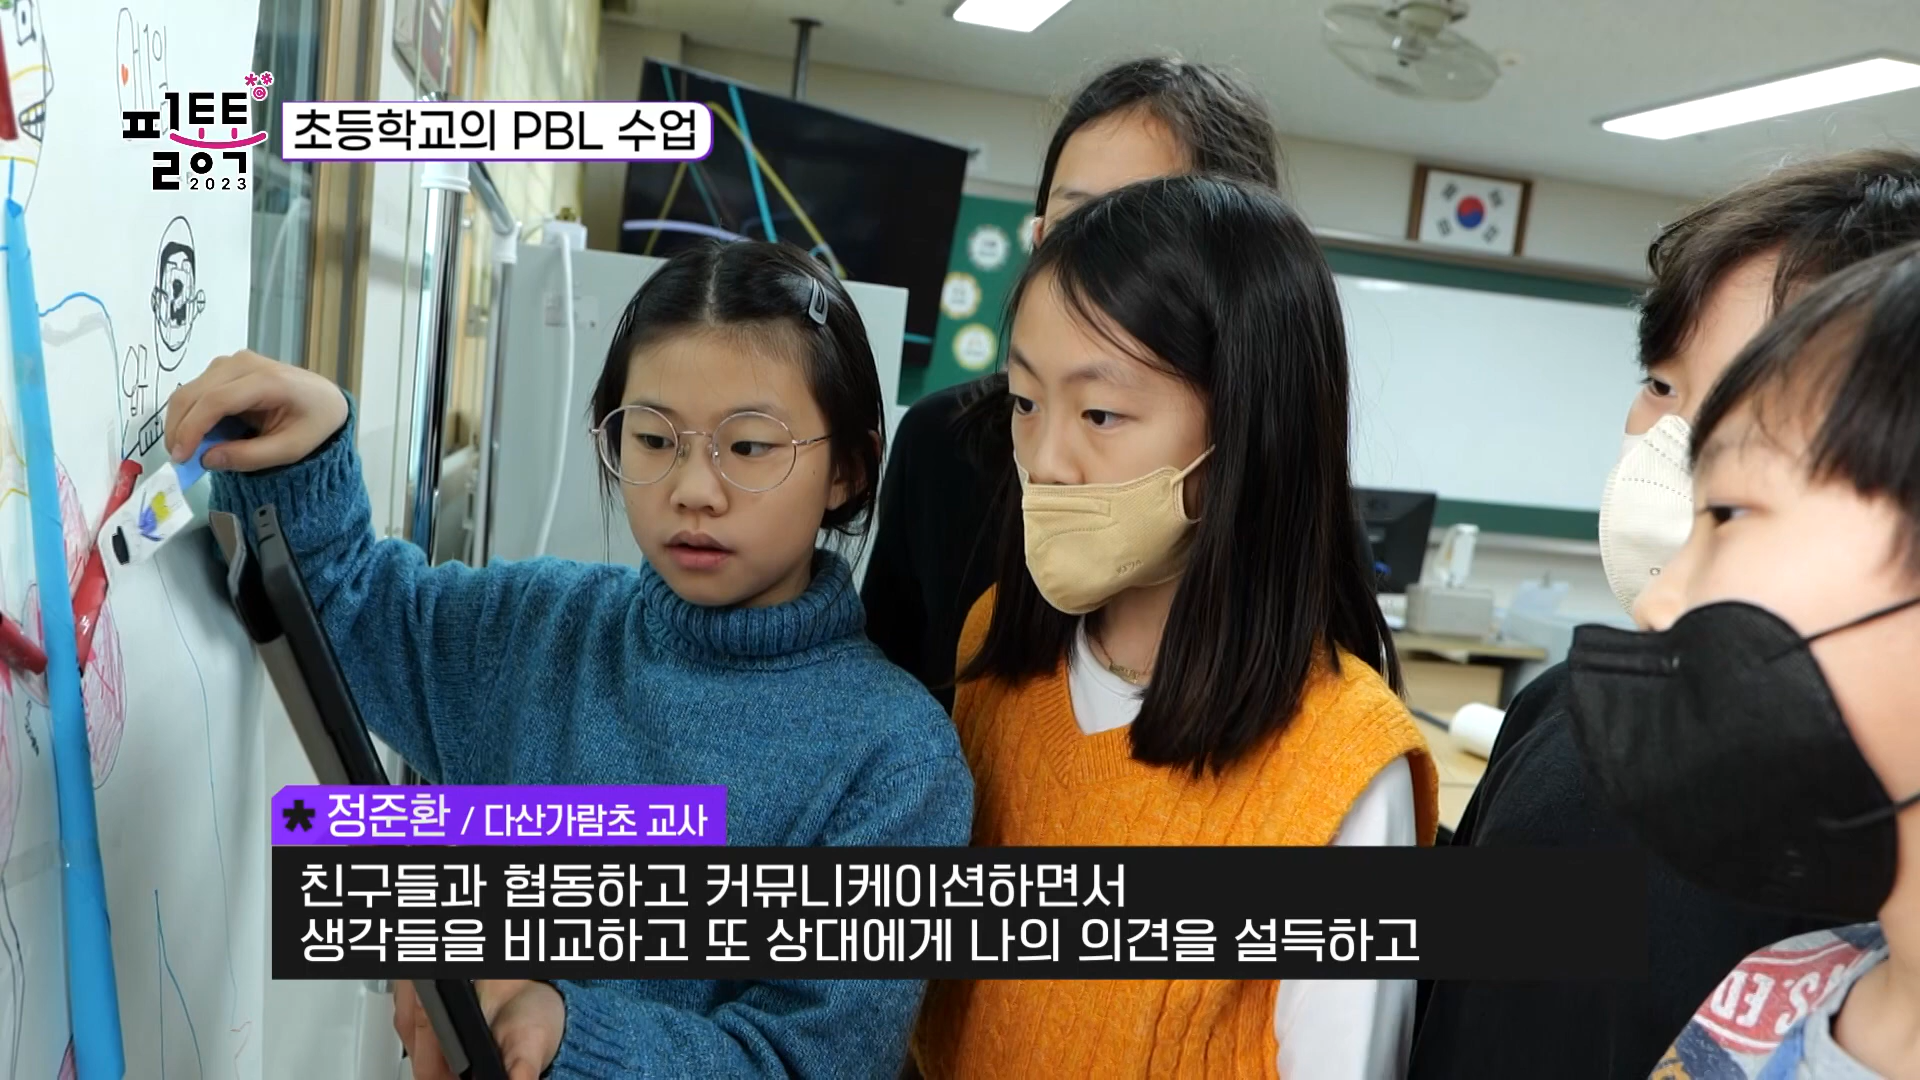 2023
초등학교의 PBL 수업
정준환 / 다산가람초 교사
친구들과 협동하고 커뮤니케이션하면서
생각들을 비교하고 또 상대에게 나의 의견을 설득하고